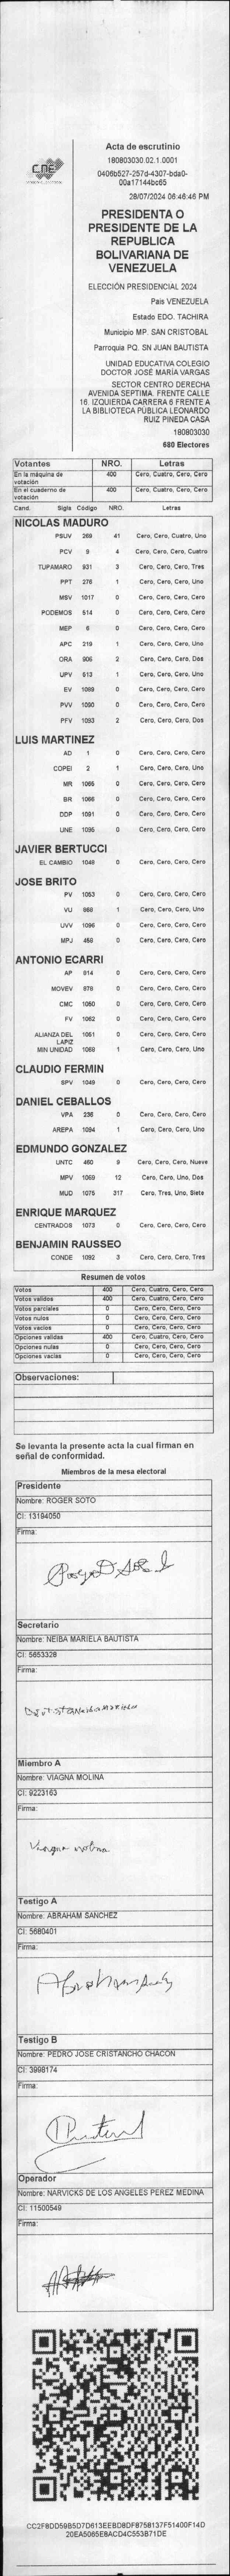 CNE
Acta de escrutinio
180803030.02.1.0001
0406b527-257d-4307-bda0-
00a17144bc65
28/07/2024 06:46:46 PM
PRESIDENTA O
PRESIDENTE DE LA
REPUBLICA
BOLIVARIANA DE
VENEZUELA
ELECCIÓN PRESIDENCIAL 2024
País VENEZUELA
Estado EDO. TACHIRA
Municipio MP. SAN CRISTOBAL
Parroquia PQ. SN JUAN BAUTISTA
UNIDAD EDUCATIVA COLEGIO
DOCTOR JOSÉ MARÍA VARGAS
SECTOR CENTRO DERECHA
AVENIDA SEPTIMA. FRENTE CALLE
16. IZQUIERDA CARRERA 6 FRENTE A
LA BIBLIOTECA PÚBLICA LEONARDO
RUIZ PINEDA CASA
180803030
680 Electores
Votantes NRO. Letras
En la máquina de votación 400 Cero, Cuatro, Cero, Cero
En el cuaderno de votación 400 Cero, Cuatro, Cero, Cero
Cand. Sigla Código NRO. Letras
NICOLAS MADURO
PSUV 269 41 Cero, Cero, Cuatro, Uno
PCV 9 4 Cero, Cero, Cero, Cuatro
TUPAMARO 931 3 Cero, Cero, Cero, Tres
PPT 276 1 Cero, Cero, Cero, Uno
MSV 1017 0 Cero, Cero, Cero, Cero
PODEMOS 514 0 Cero, Cero, Cero, Cero
MEP 6 0 Cero, Cero, Cero, Cero
APC 219 1 Cero, Cero, Cero, Uno
ORA 906 2 Cero, Cero, Cero, Dos
UPV 513 1 Cero, Cero, Cero, Uno
EV 1089 0 Cero, Cero, Cero, Cero
PVV 1090 0 Cero, Cero, Cero, Cero
PFV 1093 2 Cero, Cero, Cero, Dos
LUIS MARTINEZ
AD 1 0 Cero, Cero, Cero, Cero
COPEI 2 1 Cero, Cero, Cero, Uno
MR 1065 0 Cero, Cero, Cero, Cero
BR 1066 0 Cero, Cero, Cero, Cero
DDP 1091 0 Cero, Cero, Cero, Cero
UNE 1095 0 Cero, Cero, Cero, Cero
JAVIER BERTUCCI
EL CAMBIO 1048 0 Cero, Cero, Cero, Cero
JOSE BRITO
PV 1053 0 Cero, Cero, Cero, Cero
VU 968 1 Cero, Cero, Cero, Uno
UVV 1096 0 Cero, Cero, Cero, Cero
MPJ 458 0 Cero, Cero, Cero, Cero
ANTONIO ECARRI
AP 914 0 Cero, Cero, Cero, Cero
MOVEV 978 0 Cero, Cero, Cero, Cero
CMC 1050 0 Cero, Cero, Cero, Cero
FV 1062 0 Cero, Cero, Cero, Cero
ALIANZA DEL LAPIZ 1061 0 Cero, Cero, Cero, Cero
MIN UNIDAD 1068 1 Cero, Cero, Cero, Uno
CLAUDIO FERMIN
SPV 1049 0 Cero, Cero, Cero, Cero
DANIEL CEBALLOS
VPA 236 0 Cero, Cero, Cero, Cero
AREPA 1094 1 Cero, Cero, Cero, Uno
EDMUNDO GONZALEZ
UNTC 460 9 Cero, Cero, Cero, Nueve
MPV 1069 12 Cero, Cero, Uno, Dos
MUD 1075 317 Cero, Tres, Uno, Siete
ENRIQUE MARQUEZ
CENTRADOS 1073 0 Cero, Cero, Cero, Cero
BENJAMIN RAUSSEO
CONDE 1092 3 Cero, Cero, Cero, Tres
Resumen de votos
Votos 400 Cero, Cuatro, Cero, Cero
Votos validos 400 Cero, Cuatro, Cero, Cero
Votos parciales 0 Cero, Cero, Cero, Cero
Votos nulos 0 Cero, Cero, Cero, Cero
Votos vacios 0 Cero, Cero, Cero, Cero
Opciones validas 400 Cero, Cuatro, Cero, Cero
Opciones nulas 0 Cero, Cero, Cero, Cero
Opciones vacias 0 Cero, Cero, Cero, Cero
Observaciones:
Se levanta la presente acta la cual firman en
señal de conformidad.
Miembros de la mesa electoral
Presidente
Nombre: ROGER SOTO
CI: 13194050
Firma:
Secretario
Nombre: NEIBA MARIELA BAUTISTA
CI: 5653328
Firma:
Miembro A
Nombre: VIAGNA MOLINA
CI: 9223163
Firma:
Viagna molina
Testigo A
Nombre: ABRAHAM SANCHEZ
CI: 5680401
Firma:
Testigo B
Nombre: PEDRO JOSE CRISTANCHO CHACON
CI: 3998174
Firma:
Operador
Nombre: NARVICKS DE LOS ANGELES PEREZ MEDINA
CI: 11500549
Firma:
CC2F8DD59B5D7D613EEBD8DF8758137F51400F14D
20EA5065E8ACD4C553B71DE